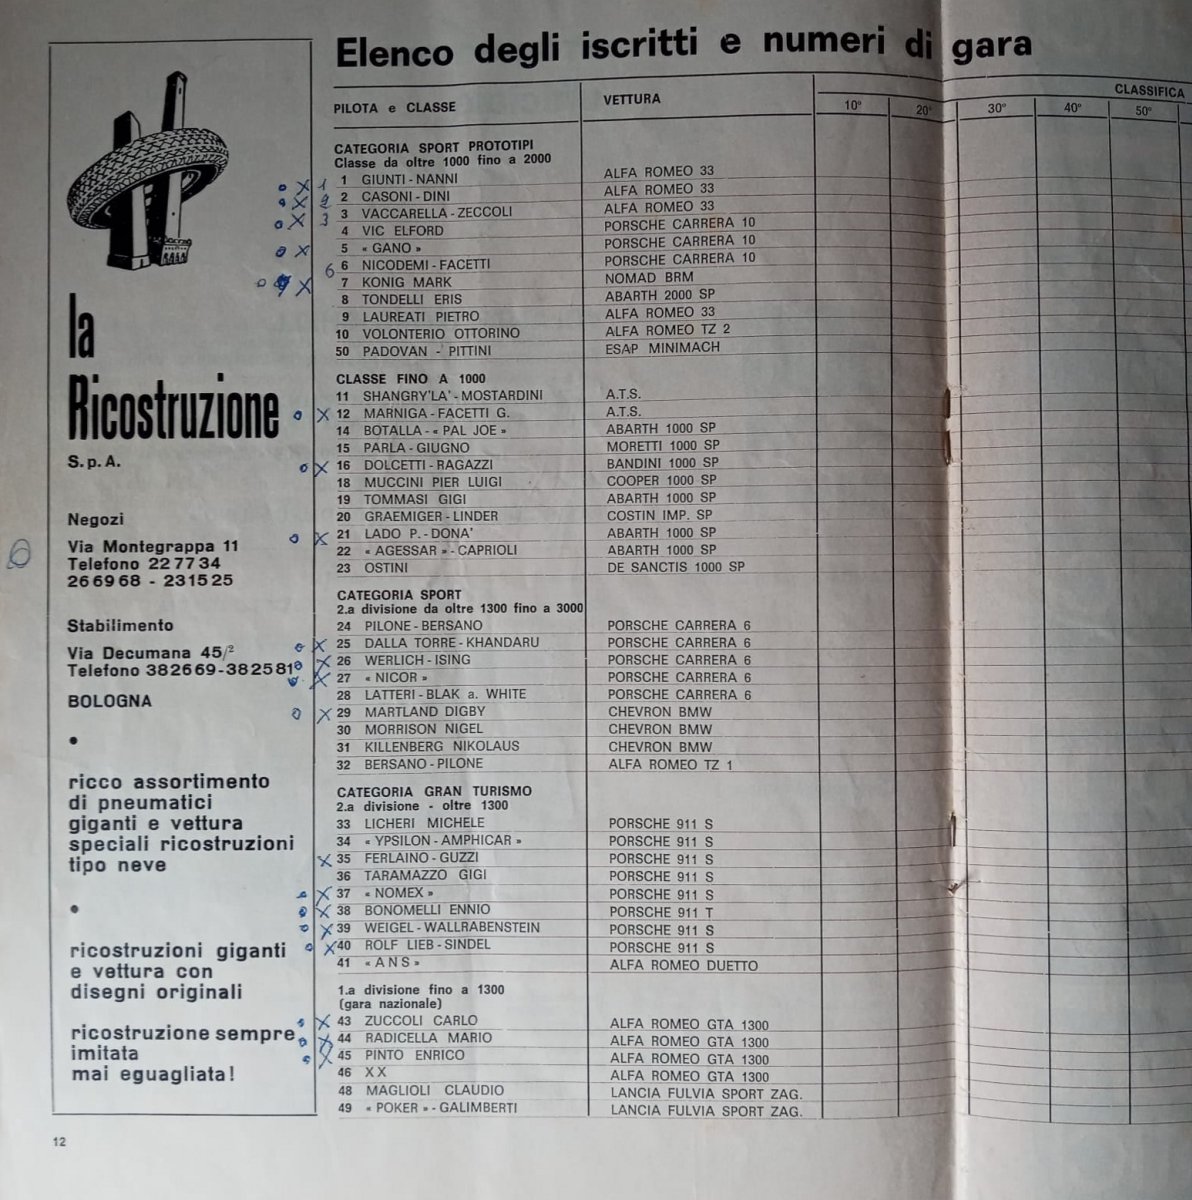 Elenco degli iscritti e numeri di gara
la
Ricostruzione
S.p.A.
Negozi
Via Montegrappa 11
Telefono 22 77 34
26 69 68 - 23 15 25
Stabilimento
Via Decumana 45/2
Telefono 38 26 69 - 38 25 81
BOLOGNA
ricco assortimento
di pneumatici
giganti e vettura
speciali ricostruzioni
tipo neve
ricostruzioni giganti
e vettura con
disegni originali
ricostruzione sempre
imitata
mai eguagliata!
12
PILOTA e CLASSE VETTURA CLASSIFICA
10° 20° 30° 40° 50°
CATEGORIA SPORT PROTOTIPI
Classe da oltre 1000 fino a 2000
1 GIUNTI - NANNI ALFA ROMEO 33
2 CASONI - DINI ALFA ROMEO 33
3 VACCARELLA - ZECCOLI ALFA ROMEO 33
4 VIC ELFORD PORSCHE CARRERA 10
5 « GANO » PORSCHE CARRERA 10
6 NICODEMI - FACETTI PORSCHE CARRERA 10
7 KONIG MARK NOMAD BRM
8 TONDELLI ERIS ABARTH 2000 SP
9 LAUREATI PIETRO ALFA ROMEO 33
10 VOLONTERIO OTTORINO ALFA ROMEO TZ 2
50 PADOVAN - PITTINI ESAP MINIMACH
CLASSE FINO A 1000
11 SHANGRY'LA' - MOSTARDINI A.T.S.
12 MARNIGA - FACETTI G. A.T.S.
14 BOTALLA - « PAL JOE » ABARTH 1000 SP
15 PARLA - GIUGNO MORETTI 1000 SP
16 DOLCETTI - RAGAZZI BANDINI 1000 SP
18 MUCCINI PIER LUIGI COOPER 1000 SP
19 TOMMASI GIGI ABARTH 1000 SP
20 GRAEMIGER - LINDER COSTIN IMP. SP
21 LADO P. - DONA' ABARTH 1000 SP
22 « AGESSAR » - CAPRIOLI ABARTH 1000 SP
23 OSTINI DE SANCTIS 1000 SP
CATEGORIA SPORT
2.a divisione da oltre 1300 fino a 3000
24 PILONE - BERSANO PORSCHE CARRERA 6
25 DALLA TORRE - KHANDARU PORSCHE CARRERA 6
26 WERLICH - ISING PORSCHE CARRERA 6
27 « NICOR » PORSCHE CARRERA 6
28 LATTERI - BLAK a. WHITE PORSCHE CARRERA 6
29 MARTLAND DIGBY CHEVRON BMW
30 MORRISON NIGEL CHEVRON BMW
31 KILLENBERG NIKOLAUS CHEVRON BMW
32 BERSANO - PILONE ALFA ROMEO TZ 1
CATEGORIA GRAN TURISMO
2.a divisione - oltre 1300
33 LICHERI MICHELE PORSCHE 911 S
34 « YPSILON - AMPHICAR » PORSCHE 911 S
35 FERLAINO - GUZZI PORSCHE 911 S
36 TARAMAZZO GIGI PORSCHE 911 S
37 « NOMEX » PORSCHE 911 S
38 BONOMELLI ENNIO PORSCHE 911 T
39 WEIGEL - WALLRABENSTEIN PORSCHE 911 S
40 ROLF LIEB - SINDEL PORSCHE 911 S
41 « ANS » ALFA ROMEO DUETTO
1.a divisione fino a 1300
(gara nazionale)
43 ZUCCOLI CARLO ALFA ROMEO GTA 1300
44 RADICELLA MARIO ALFA ROMEO GTA 1300
45 PINTO ENRICO ALFA ROMEO GTA 1300
46 XX ALFA ROMEO GTA 1300
48 MAGLIOLI CLAUDIO LANCIA FULVIA SPORT ZAG.
49 « POKER » - GALIMBERTI LANCIA FULVIA SPORT ZAG.